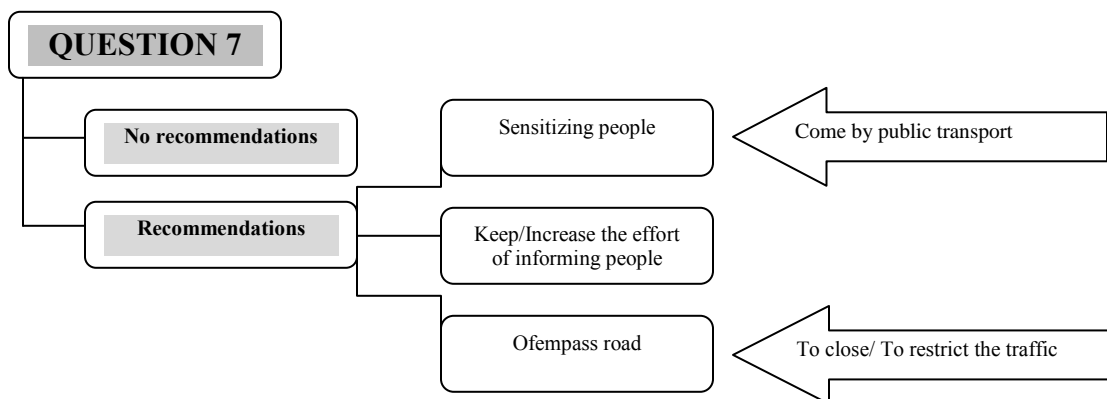 QUESTION 7
No recommendations
Recommendations
Sensitizing people
Come by public transport
Keep/Increase the effort
of informing people
Ofempass road
To close/ To restrict the traffic